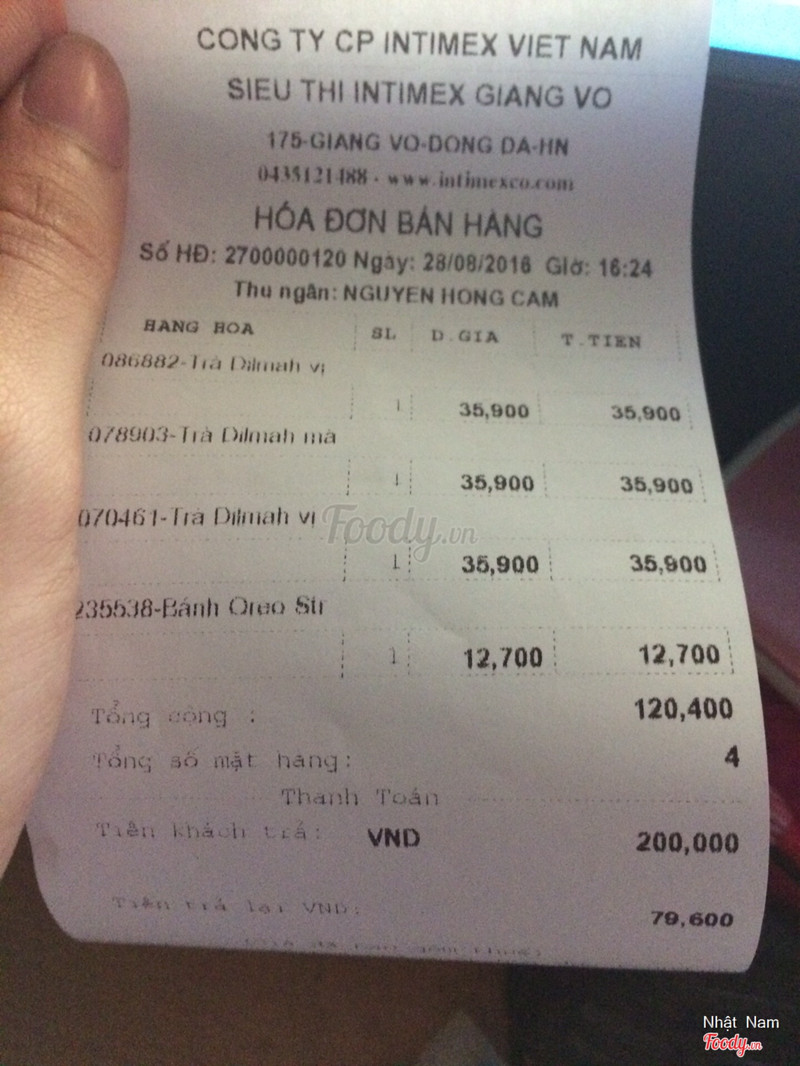 CONG TY CP INTIMEX VIET NAM
SIEU THI INTIMEX GIANG VO
175-GIANG VO-DONG DA-HN
0435121488 - www.intimexco.com
HÓA ĐƠN BÁN HÀNG
Số HĐ: 2700000120 Ngày: 28/08/2016 Giờ: 16:24
Thu ngân: NGUYEN HONG CAM
HANG HOA SL D.GIA T.TIEN
086882-Trà Dilmah vị
1 35,900 35,900
078903-Trà Dilmah mà
1 35,900 35,900
070461-Trà Dilmah vị
1 35,900 35,900
235538-Bánh Oreo Str
1 12,700 12,700
Tổng cộng : 120,400
Tổng số mặt hàng: 4
Thanh Toán
Tiền khách trả: VND 200,000
Tiền trả lại VND: 79,600
Foody.vn
Nhật Nam
Foody.vn